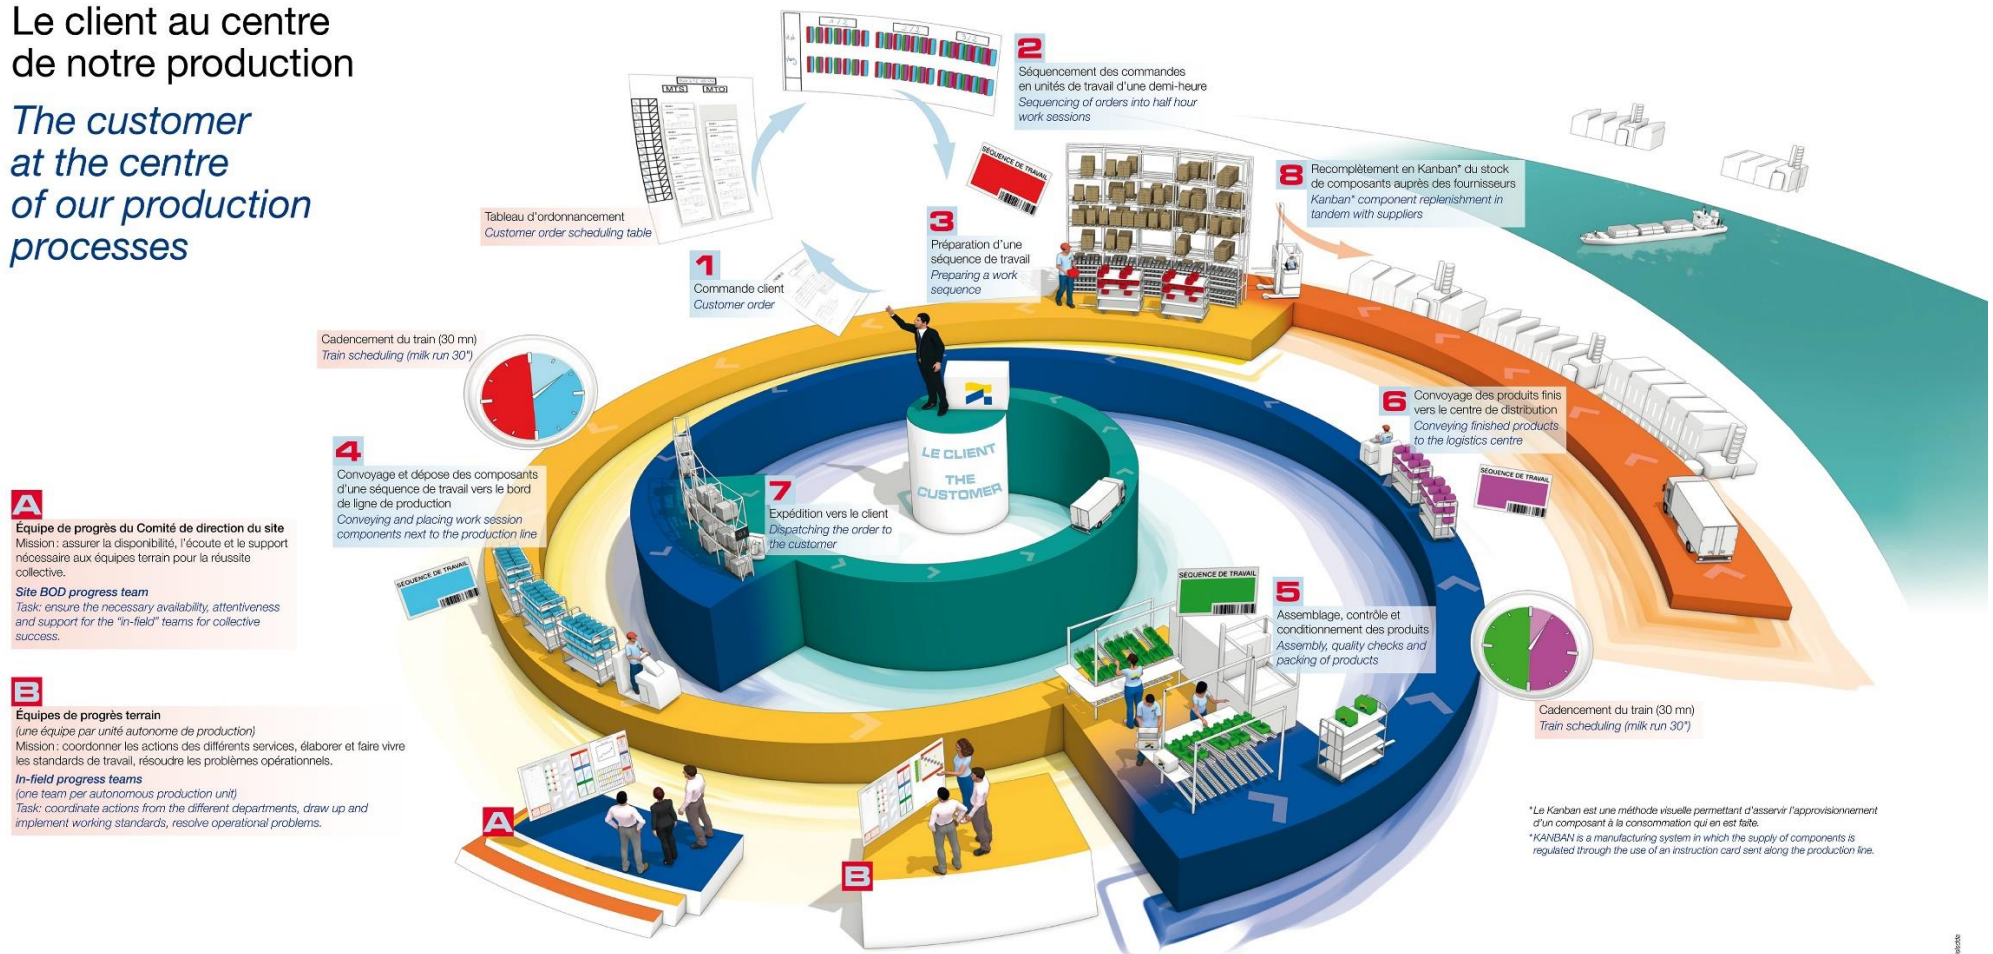 Le client au centre
de notre production
The customer
at the centre
of our production
processes
2
Séquencement des commandes
en unités de travail d'une demi-heure
Sequencing of orders into half hour
work sessions
MTS
MTO
Tableau d'ordonnancement
Customer order scheduling table
1
Commande client
Customer order
SÉQUENCE DE TRAVAIL
3
Préparation d'une
séquence de travail
Preparing a work
sequence
8
Recomplètement en Kanban* du stock
de composants auprès des fournisseurs
Kanban* component replenishment in
tandem with suppliers
Cadencement du train (30 mn)
Train scheduling (milk run 30")
4
Convoyage et dépose des composants
d'une séquence de travail vers le bord
de ligne de production
Conveying and placing work session
components next to the production line
SÉQUENCE DE TRAVAIL
LE CLIENT
THE
CUSTOMER
7
Expédition vers le client
Dispatching the order to
the customer
6
Convoyage des produits finis
vers le centre de distribution
Conveying finished products
to the logistics centre
SÉQUENCE DE TRAVAIL
SÉQUENCE DE TRAVAIL
5
Assemblage, contrôle et
conditionnement des produits
Assembly, quality checks and
packing of products
Cadencement du train (30 mn)
Train scheduling (milk run 30")
A
Équipe de progrès du Comité de direction du site
Mission : assurer la disponibilité, l'écoute et le support
nécessaire aux équipes terrain pour la réussite
collective.
Site BOD progress team
Task: ensure the necessary availability, attentiveness
and support for the "in-field" teams for collective
success.
B
Équipes de progrès terrain
(une équipe par unité autonome de production)
Mission : coordonner les actions des différents services, élaborer et faire vivre
les standards de travail, résoudre les problèmes opérationnels.
In-field progress teams
(one team per autonomous production unit)
Task: coordinate actions from the different departments, draw up and
implement working standards, resolve operational problems.
A
B
*Le Kanban est une méthode visuelle permettant d'asservir l'approvisionnement
d'un composant à la consommation qui en est faite.
*KANBAN is a manufacturing system in which the supply of components is
regulated through the use of an instruction card sent along the production line.